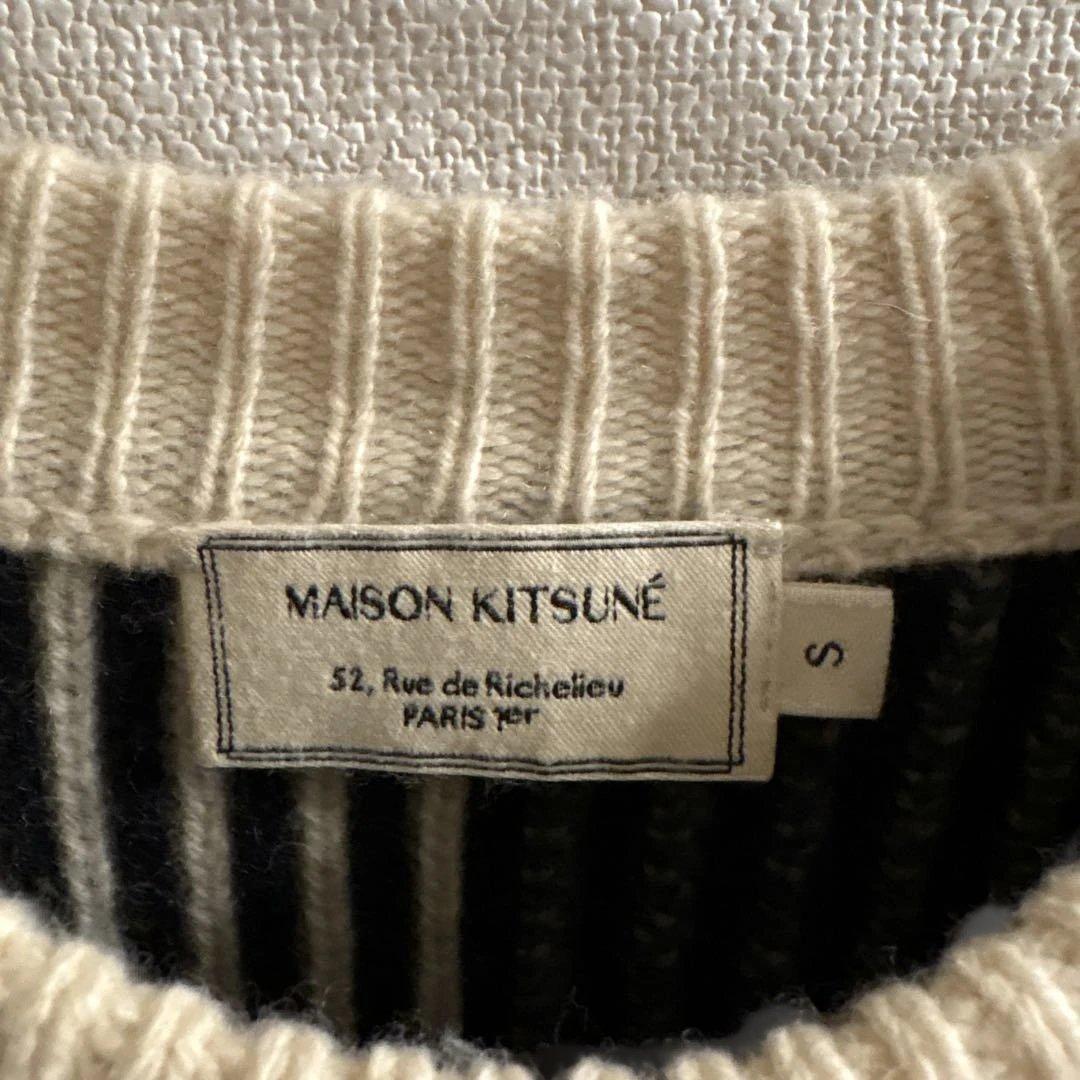 MAISON KITSUNÉ
52, Rue de Richelieu
PARIS 1er
S